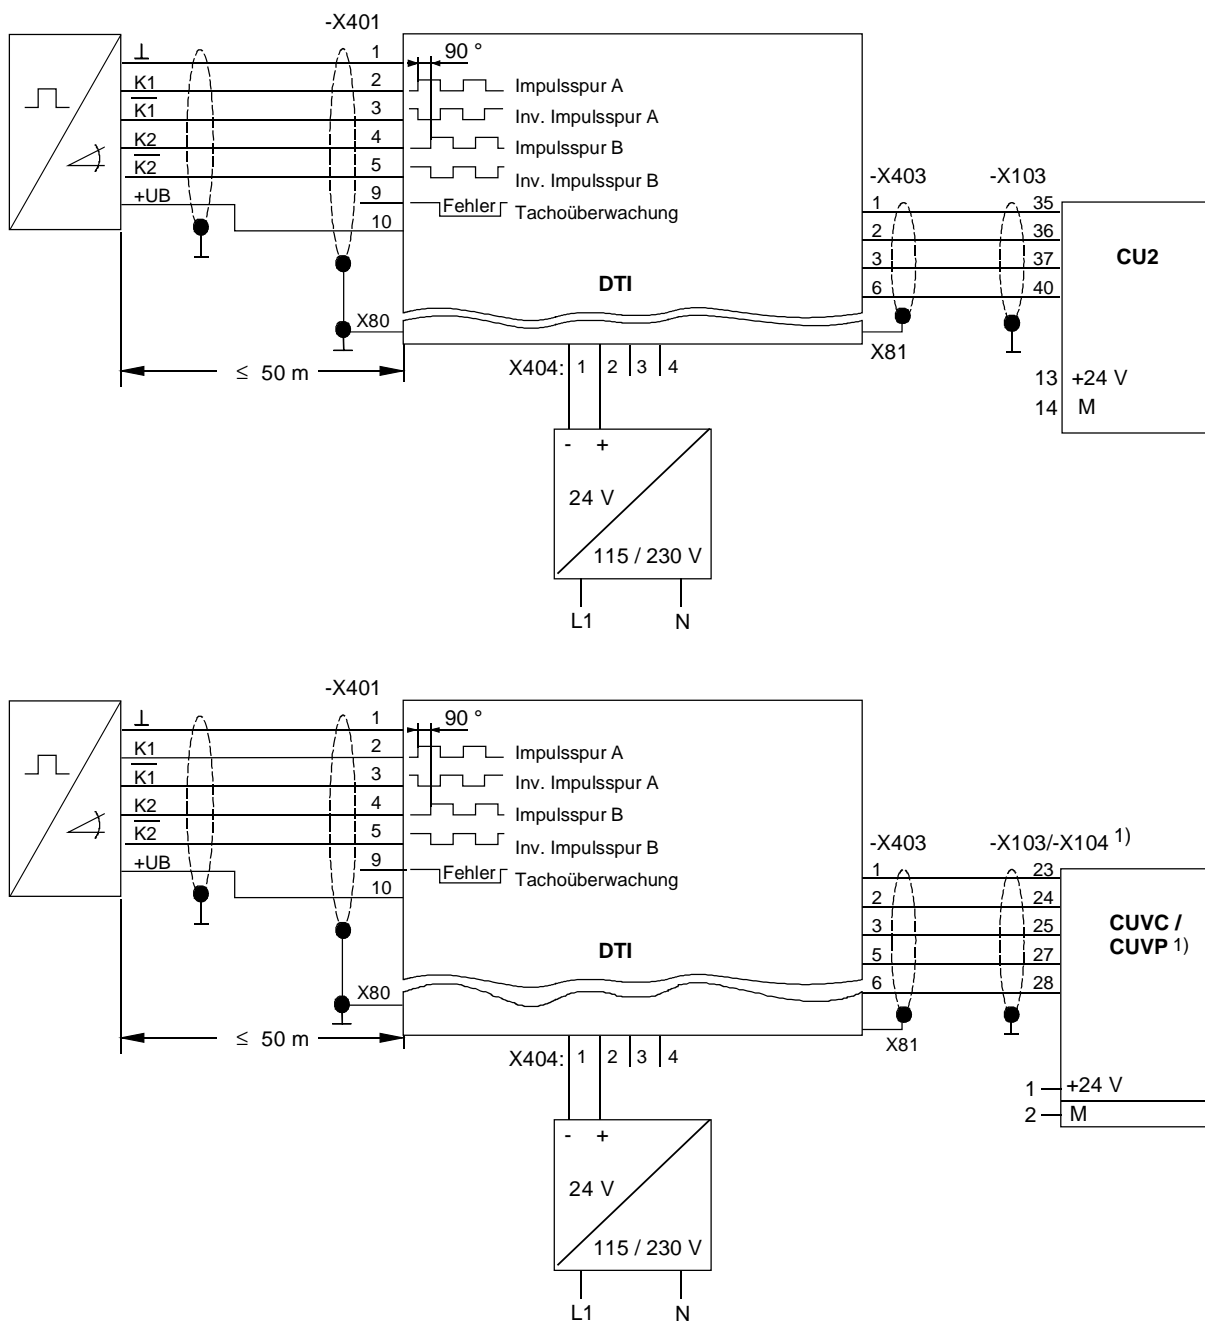 -X401
⊥ 1 90 °
K1 2 Impulsspur A
K̅1̅ 3 Inv. Impulsspur A
K2 4 Impulsspur B
K̅2̅ 5 Inv. Impulsspur B
+UB 9 Fehler Tachoüberwachung
10
-X403 -X103
1 35
2 36
3 37
6 40
CU2
DTI
X80
X81
≤ 50 m
X404: 1 2 3 4
13 +24 V
14 M
- +
24 V
115 / 230 V
L1 N
-X401
⊥ 1 90 °
K1 2 Impulsspur A
K̅1̅ 3 Inv. Impulsspur A
K2 4 Impulsspur B
K̅2̅ 5 Inv. Impulsspur B
+UB 9 Fehler Tachoüberwachung
10
-X403 -X103/-X104 1)
1 23
2 24
3 25
5 27
6 28
CUVC /
CUVP 1)
DTI
X80
X81
≤ 50 m
X404: 1 2 3 4
1 +24 V
2 M
- +
24 V
115 / 230 V
L1 N